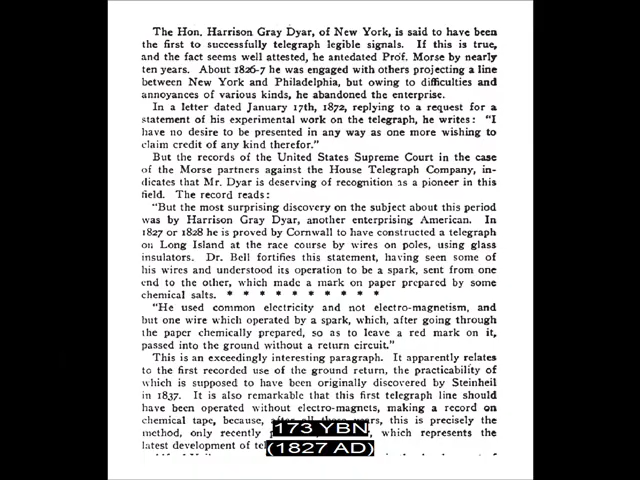 The Hon. Harrison Gray Dyar, of New York, is said to have been
the first to successfully telegraph legible signals. If this is true,
and the fact seems well attested, he antedated Prof. Morse by nearly
ten years. About 1826-7 he was engaged with others projecting a line
between New York and Philadelphia, but owing to difficulties and
annoyances of various kinds, he abandoned the enterprise.
In a letter dated January 17th, 1872, replying to a request for a
statement of his experimental work on the telegraph, he writes: "I
have no desire to be presented in any way as one more wishing to
claim credit of any kind therefor."
But the records of the United States Supreme Court in the case
of the Morse partners against the House Telegraph Company, in-
dicates that Mr. Dyar is deserving of recognition as a pioneer in this
field. The record reads:
"But the most surprising discovery on the subject about this period
was by Harrison Gray Dyar, another enterprising American. In
1827 or 1828 he is proved by Cornwall to have constructed a telegraph
on Long Island at the race course by wires on poles, using glass
insulators. Dr. Bell fortifies this statement, having seen some of
his wires and understood its operation to be a spark, sent from one
end to the other, which made a mark on paper prepared by some
chemical salts. * * * * * * * * * *
"He used common electricity and not electro-magnetism, and
but one wire which operated by a spark, which, after going through
the paper chemically prepared, so as to leave a red mark on it,
passed into the ground without a return circuit."
This is an exceedingly interesting paragraph. It apparently relates
to the first recorded use of the ground return, the practicability of
which is supposed to have been originally discovered by Steinheil
in 1837. It is also remarkable that this first telegraph line should
have been operated without electro-magnets, making a record on
chemical tape, because, after all these years, this is precisely the
method, only recently which represents the
latest development of
173 YBN
(1827 AD)